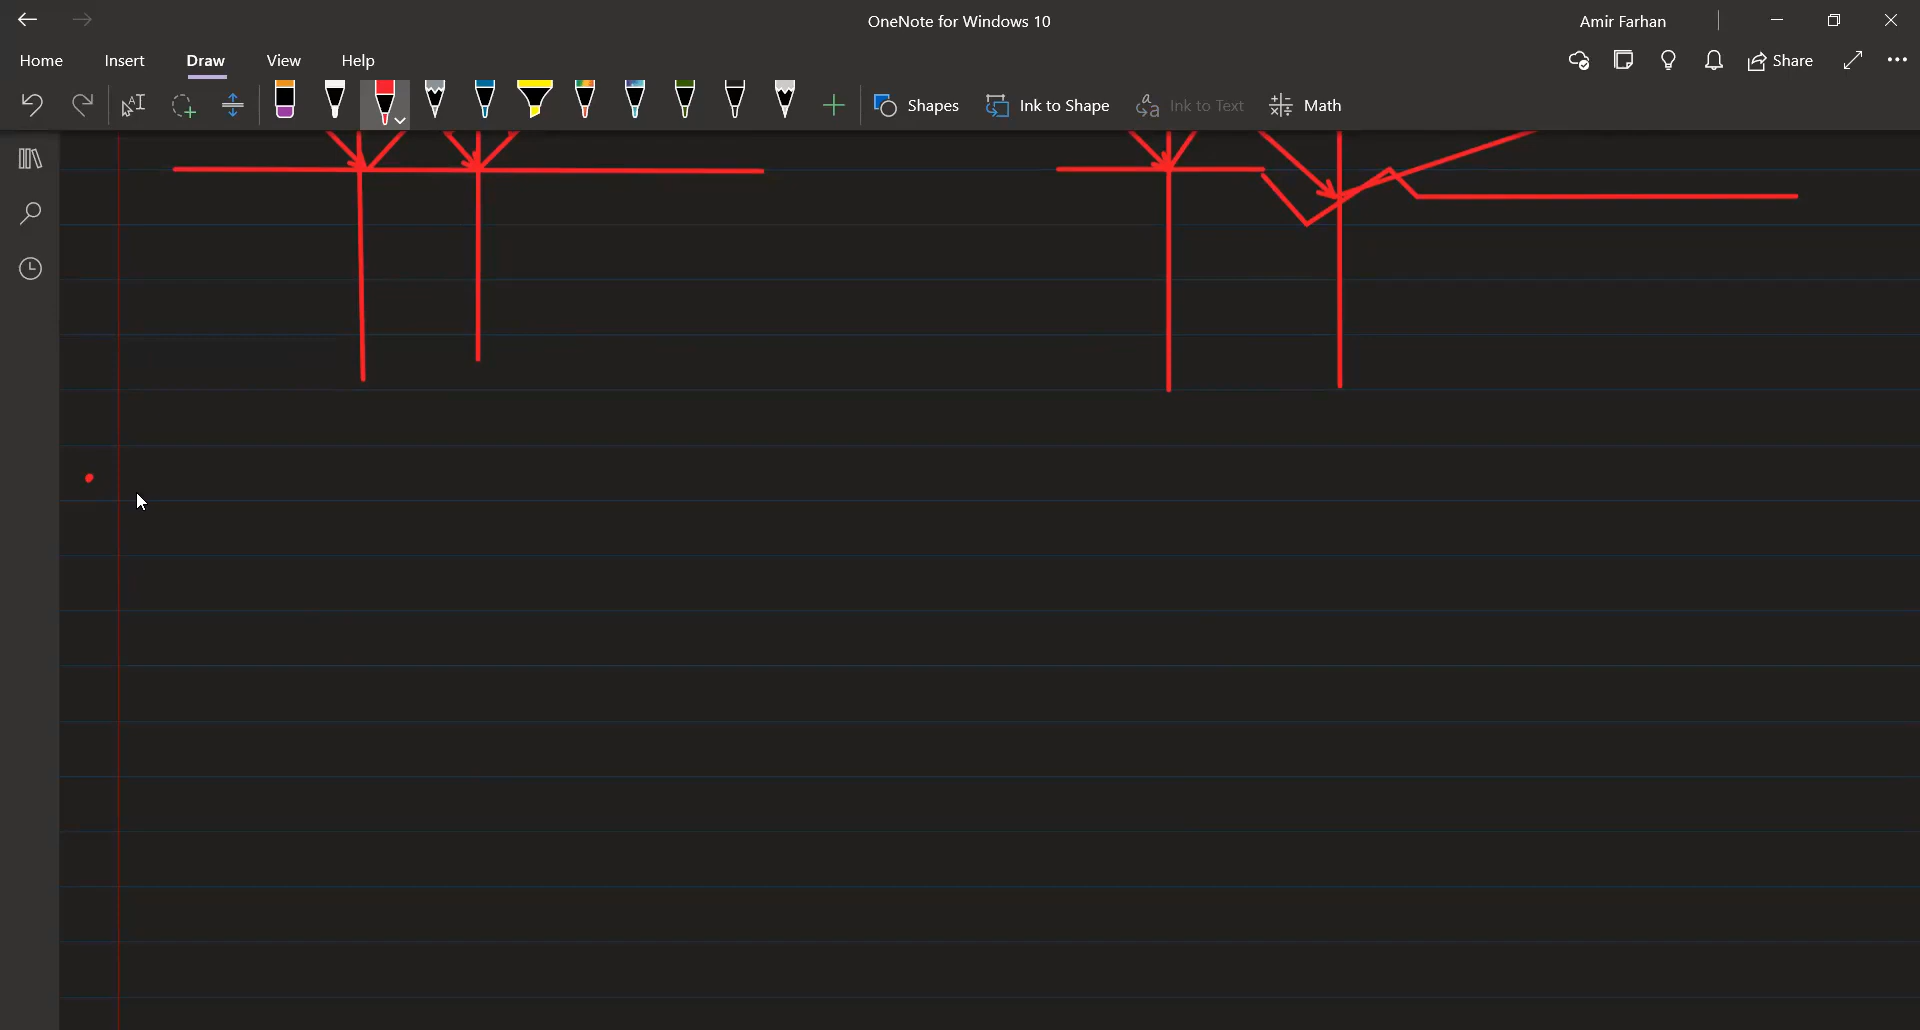 OneNote for Windows 10
Amir Farhan
Home Insert Draw View Help
Share
Shapes Ink to Shape Ink to Text Math